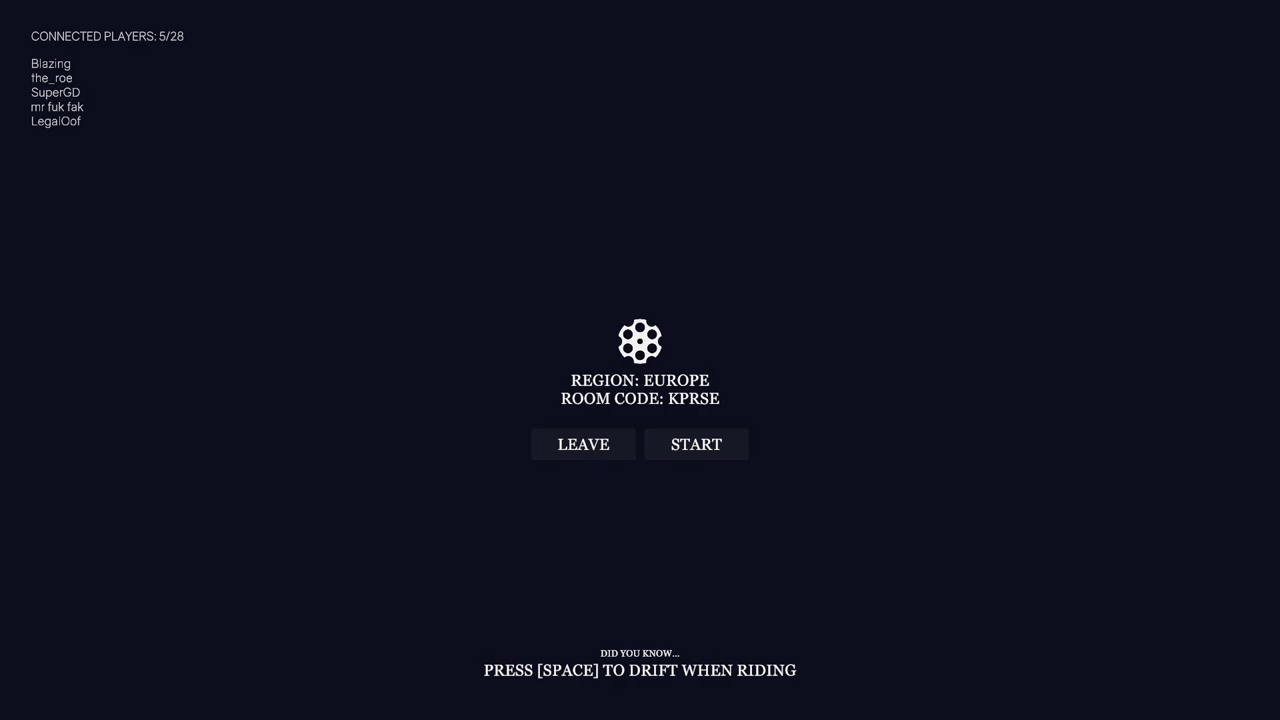 CONNECTED PLAYERS: 5/28
Blazing
the_roe
SuperGD
mr fuk fak
LegalOof
REGION: EUROPE
ROOM CODE: KPRSE
LEAVE
START
DID YOU KNOW...
PRESS [SPACE] TO DRIFT WHEN RIDING